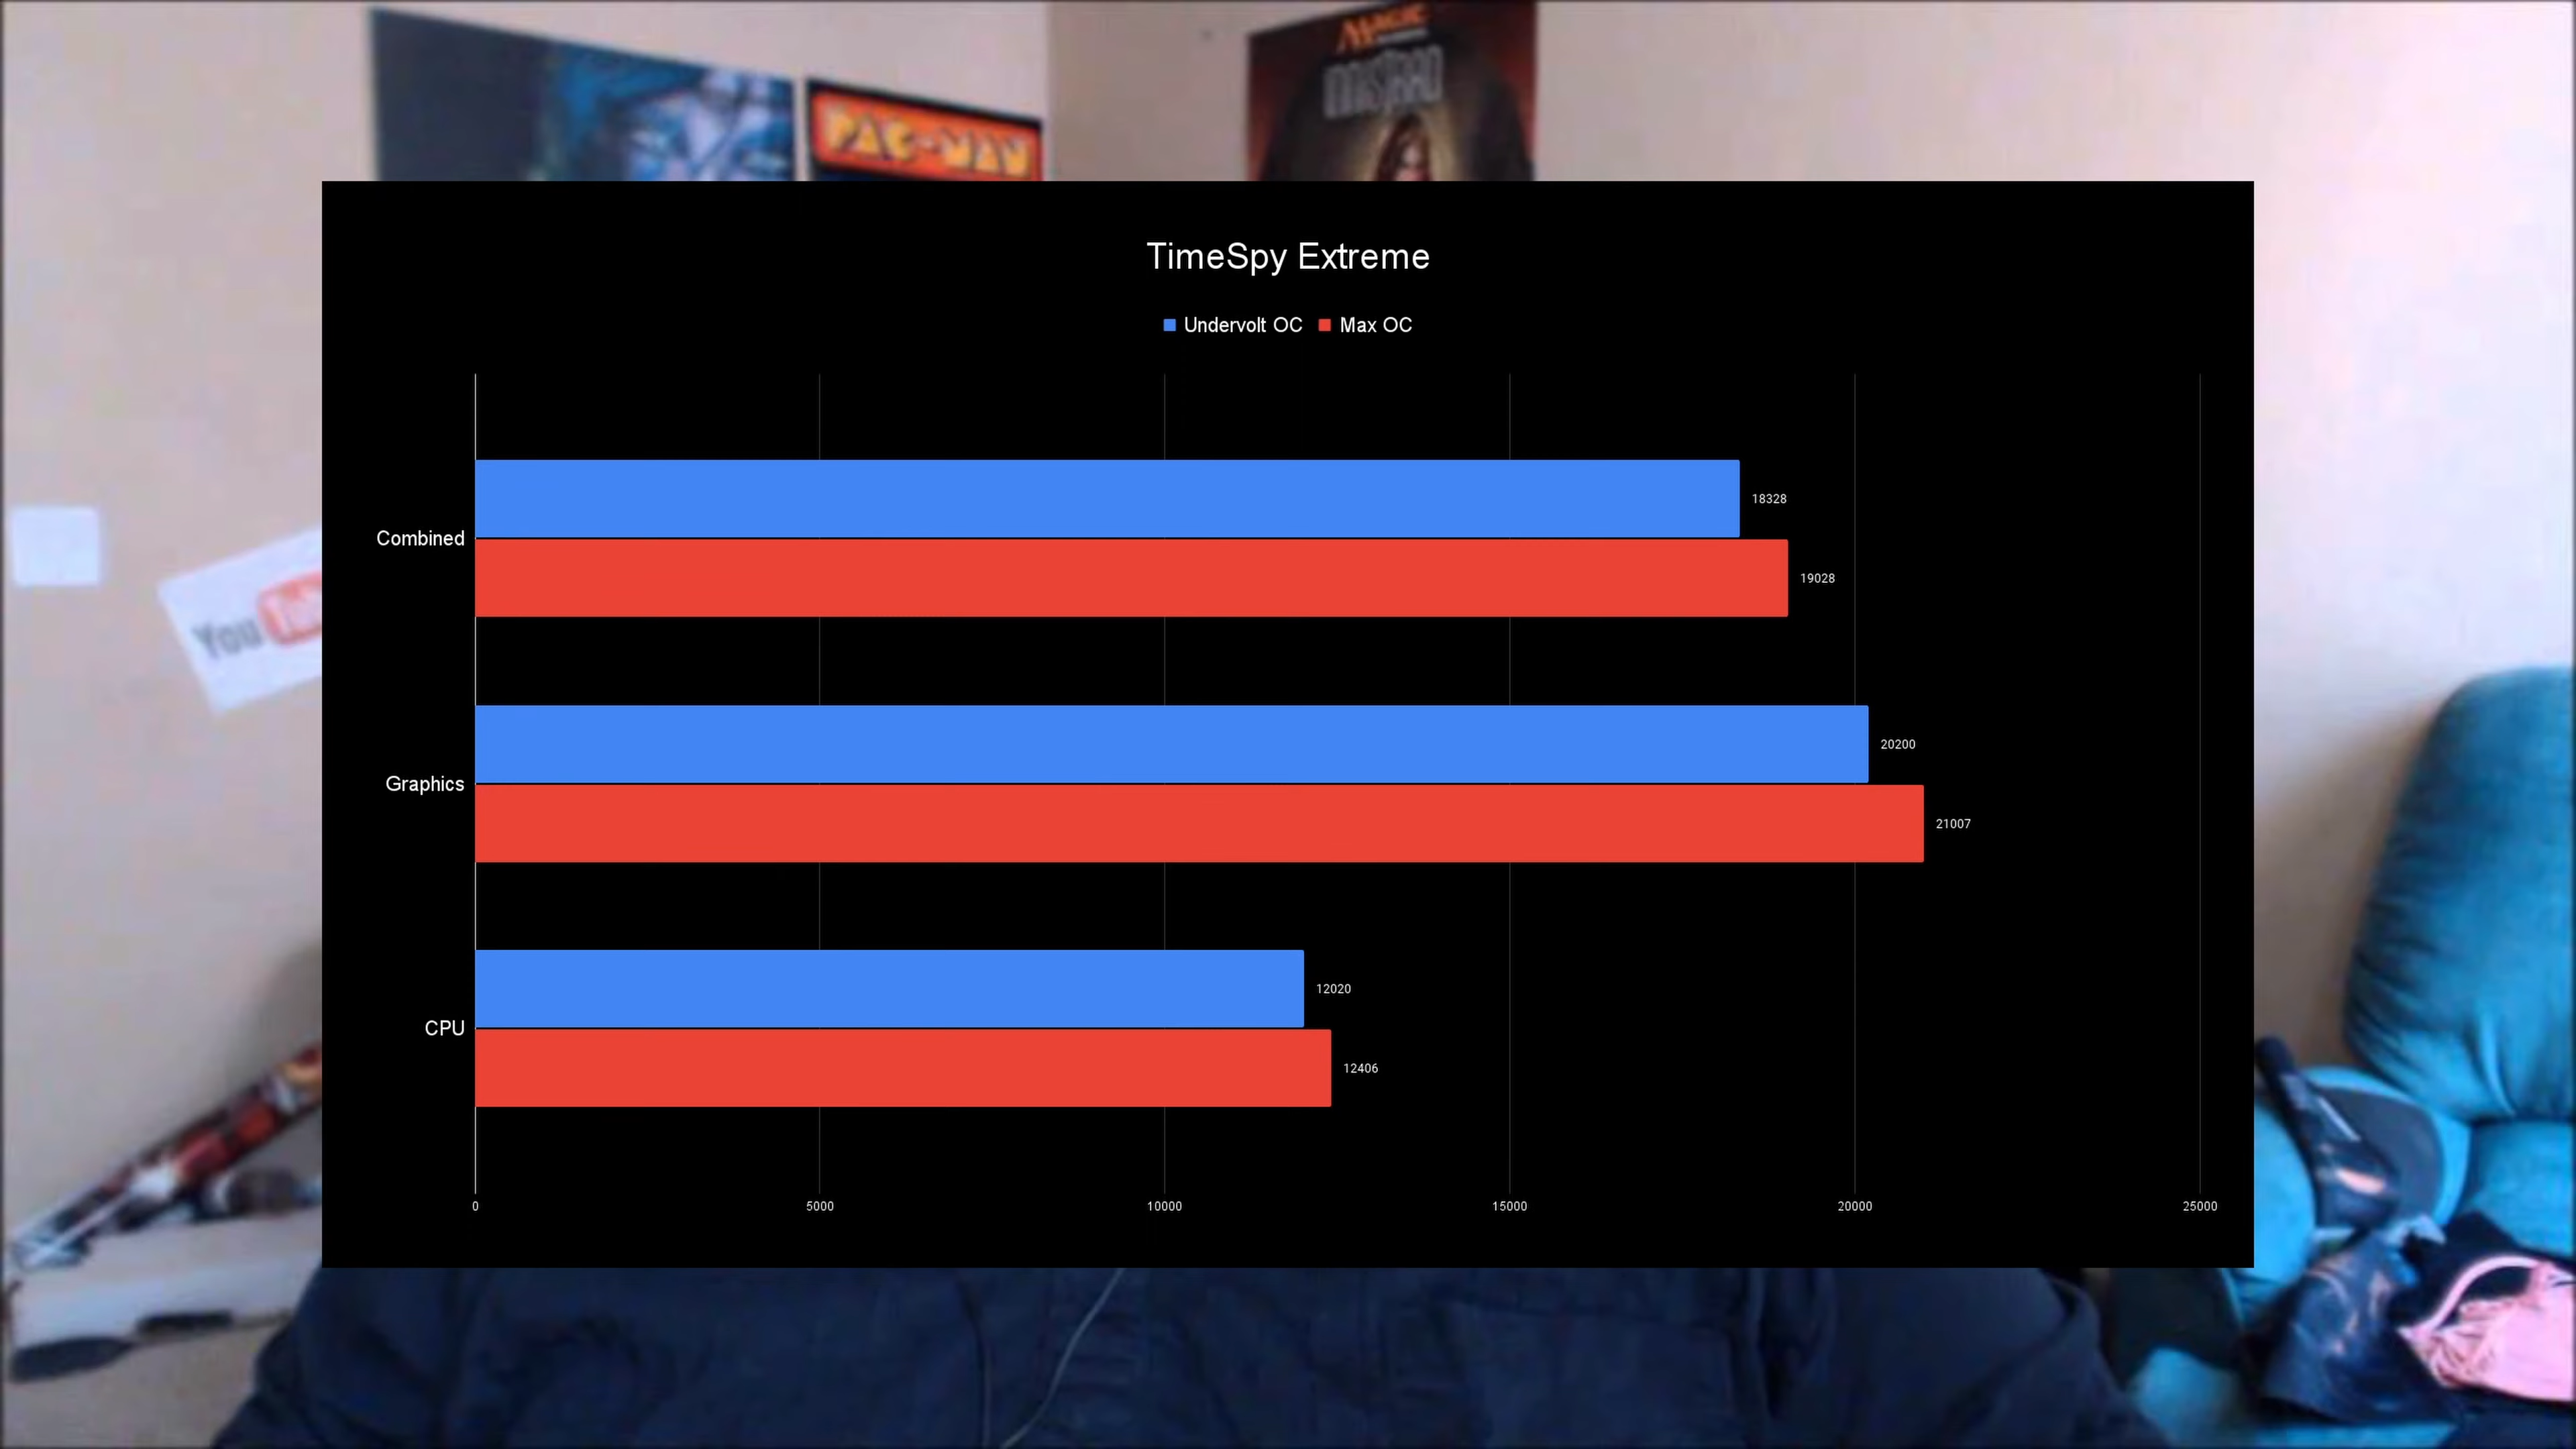 MAGIC
PAC-MAN
TimeSpy Extreme
Undervolt OC Max OC
18328
Combined
19028
You
20200
Graphics
21007
12020
CPU
12406
0 5000 10000 15000 20000 25000